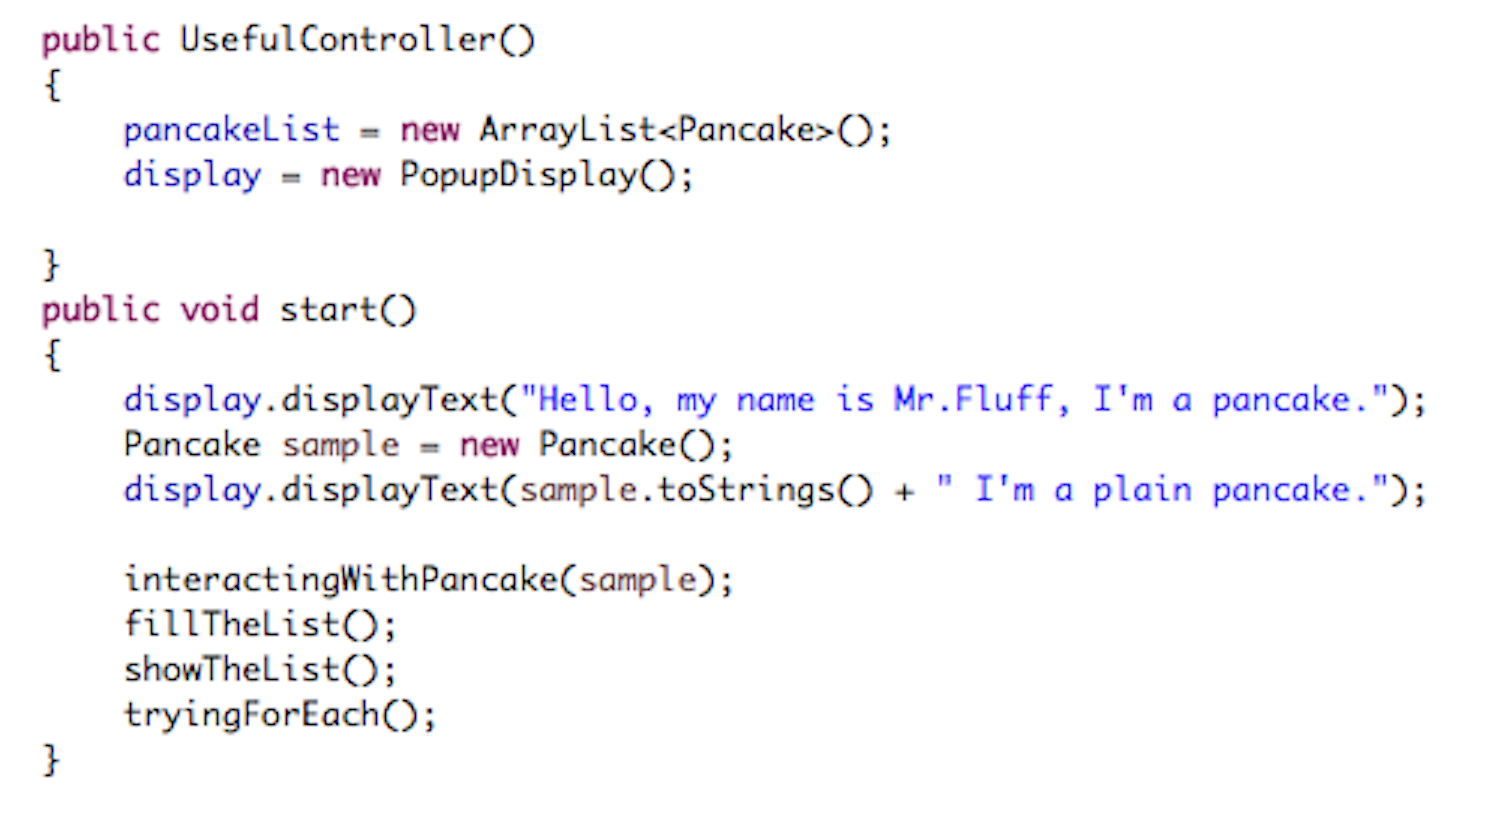 public UsefulController()
{
    pancakeList = new ArrayList<Pancake>();
    display = new PopupDisplay();

}
public void start()
{
    display.displayText("Hello, my name is Mr.Fluff, I'm a pancake.");
    Pancake sample = new Pancake();
    display.displayText(sample.toStrings() + " I'm a plain pancake.");

    interactingWithPancake(sample);
    fillTheList();
    showTheList();
    tryingForEach();
}